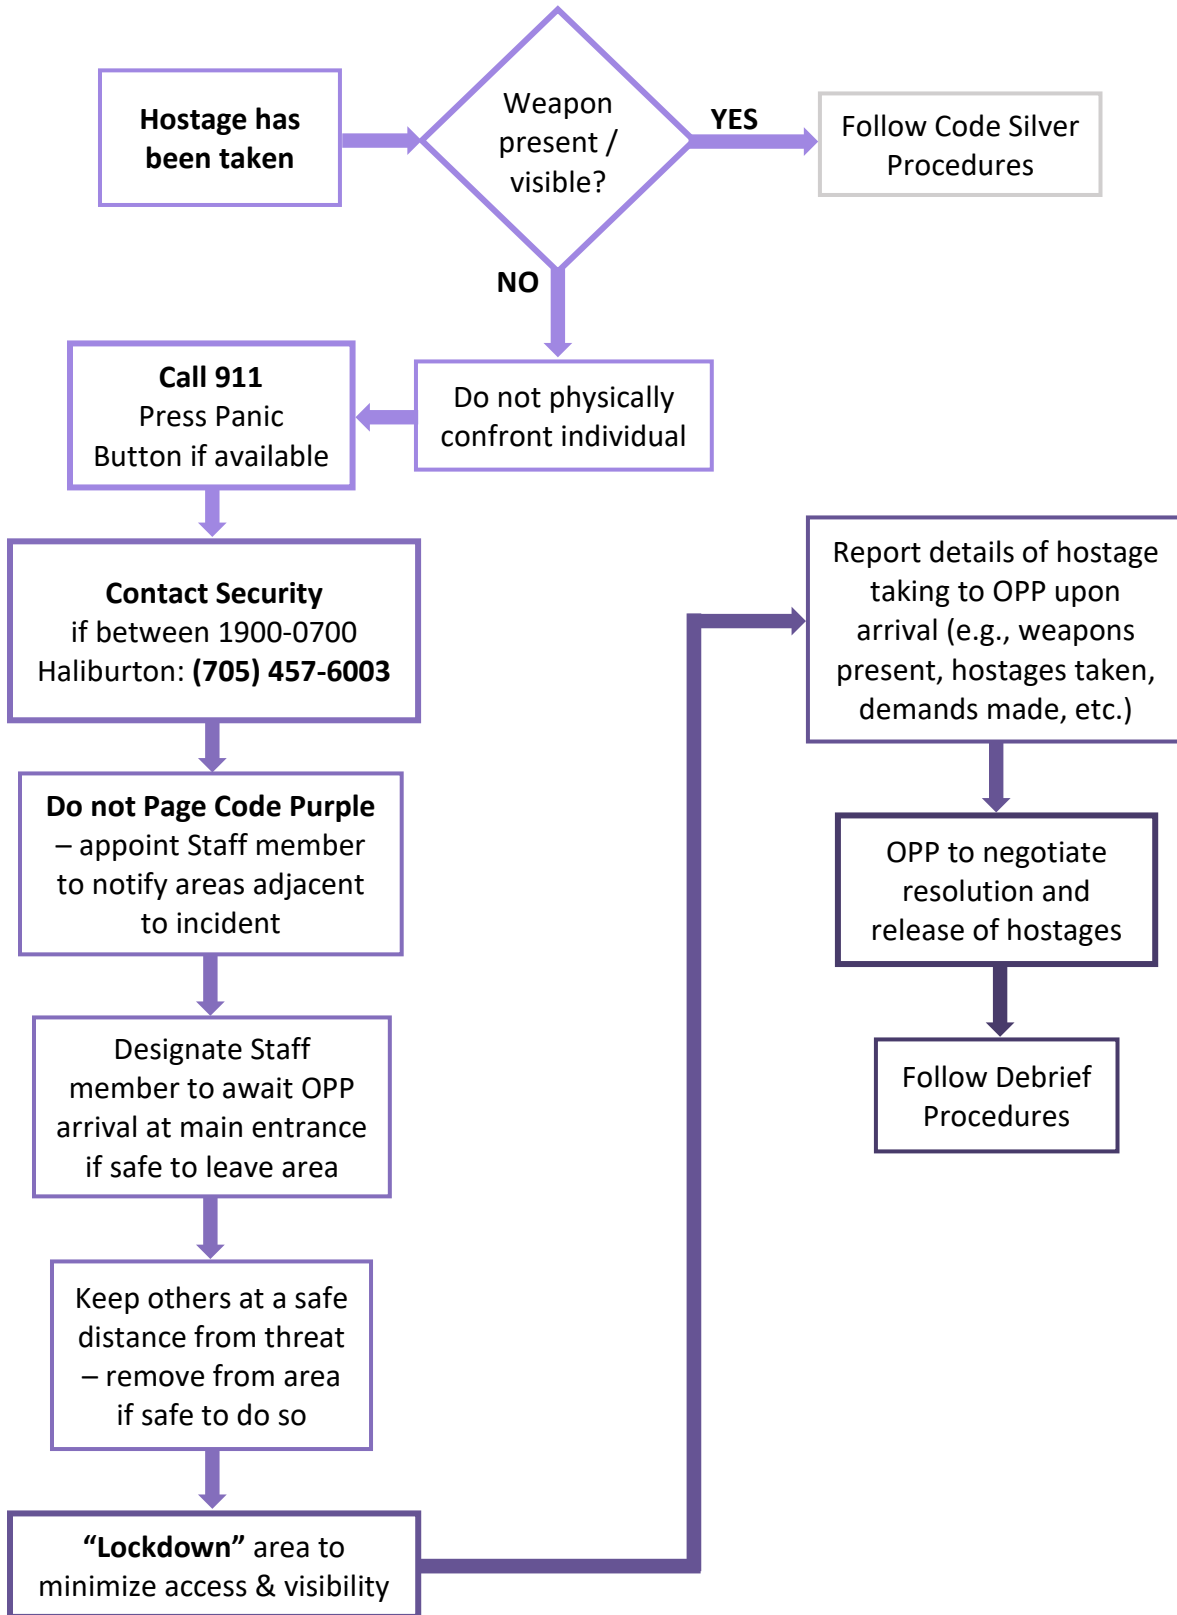 Hostage has
been taken
Weapon
present /
visible?
YES
Follow Code Silver
Procedures
NO
Do not physically
confront individual
Call 911
Press Panic
Button if available
Contact Security
if between 1900-0700
Haliburton: (705) 457-6003
Do not Page Code Purple
– appoint Staff member
to notify areas adjacent
to incident
Designate Staff
member to await OPP
arrival at main entrance
if safe to leave area
Keep others at a safe
distance from threat
– remove from area
if safe to do so
“Lockdown” area to
minimize access & visibility
Report details of hostage
taking to OPP upon
arrival (e.g., weapons
present, hostages taken,
demands made, etc.)
OPP to negotiate
resolution and
release of hostages
Follow Debrief
Procedures